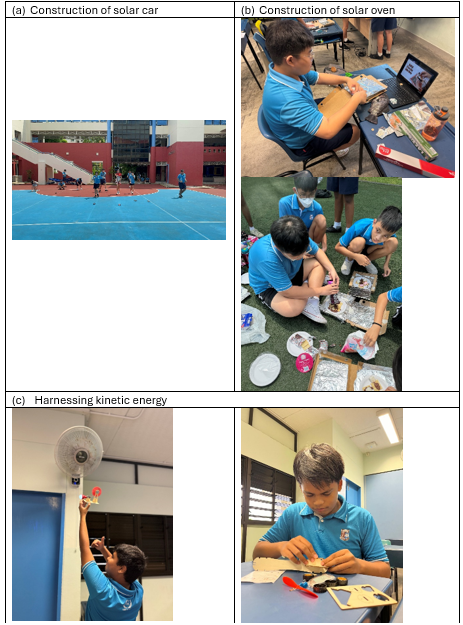 (a) Construction of solar car
(b) Construction of solar oven
(c) Harnessing kinetic energy